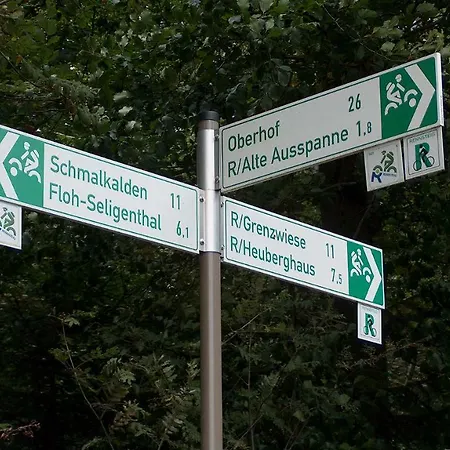 Schmalkalden 11
Floh-Seligenthal 6,1
Oberhof 26
R/Alte Ausspanne 1,8
R/Grenzwiese 11
R/Heuberghaus 7,5
R
R
R